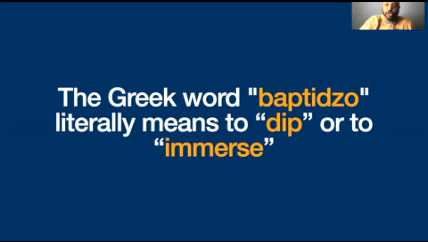 The Greek word "baptidzo"
literally means to “dip” or to
“immerse”